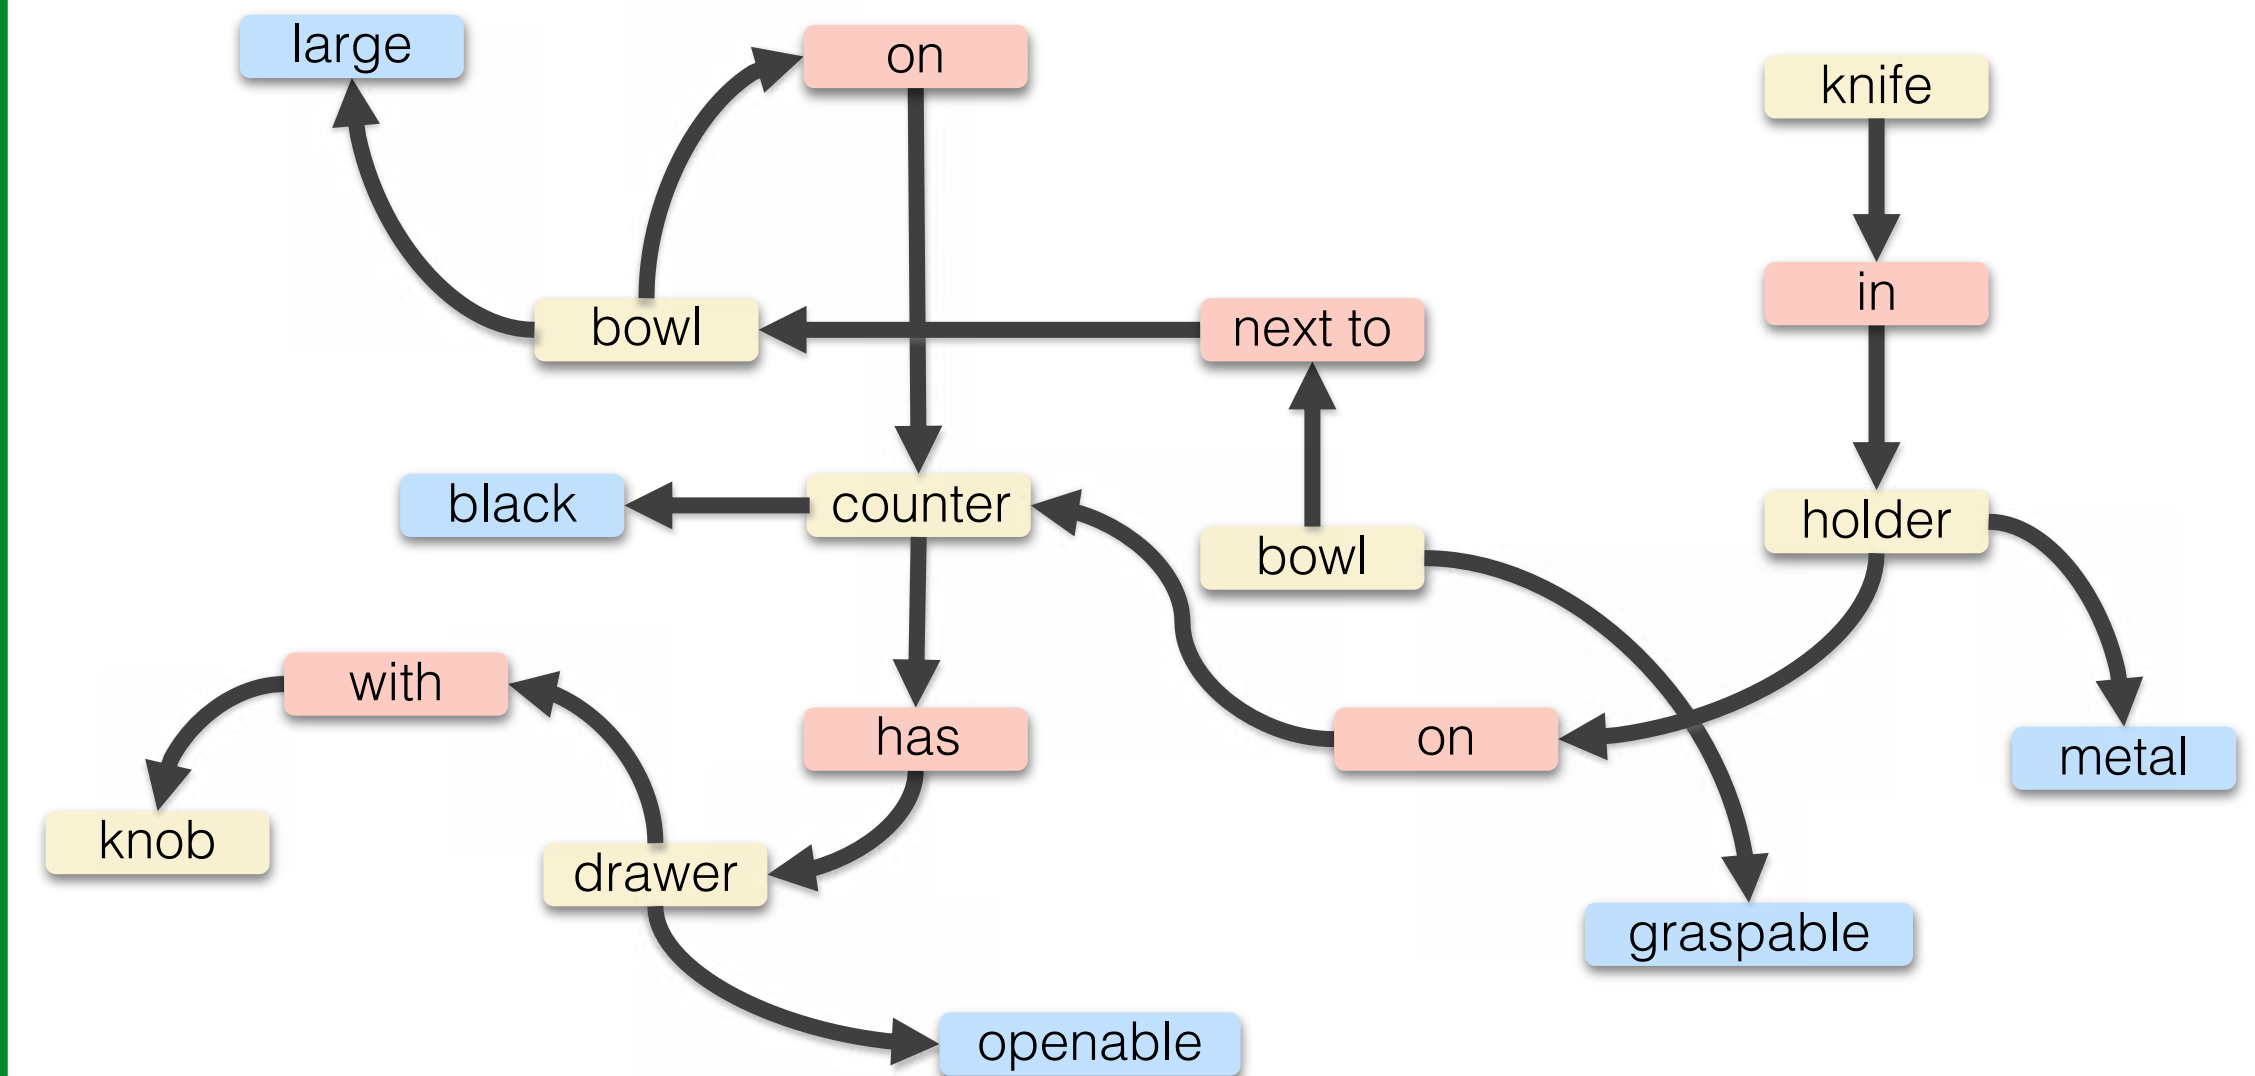 large
on
knife
in
bowl
next to
black
counter
bowl
holder
with
has
on
metal
knob
drawer
graspable
openable